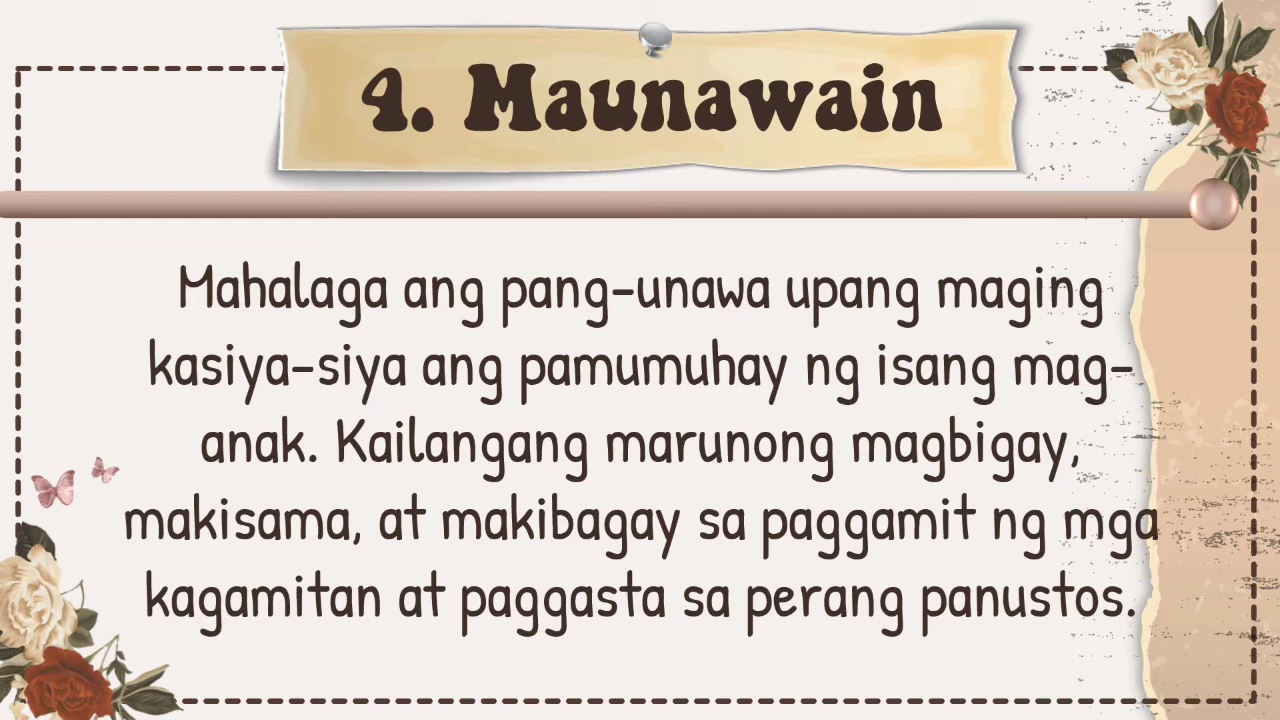 4. Maunawain
Mahalaga ang pang-unawa upang maging
kasiya-siya ang pamumuhay ng isang mag-
anak. Kailangang marunong magbigay,
makisama, at makibagay sa paggamit ng mga
kagamitan at paggasta sa perang panustos.